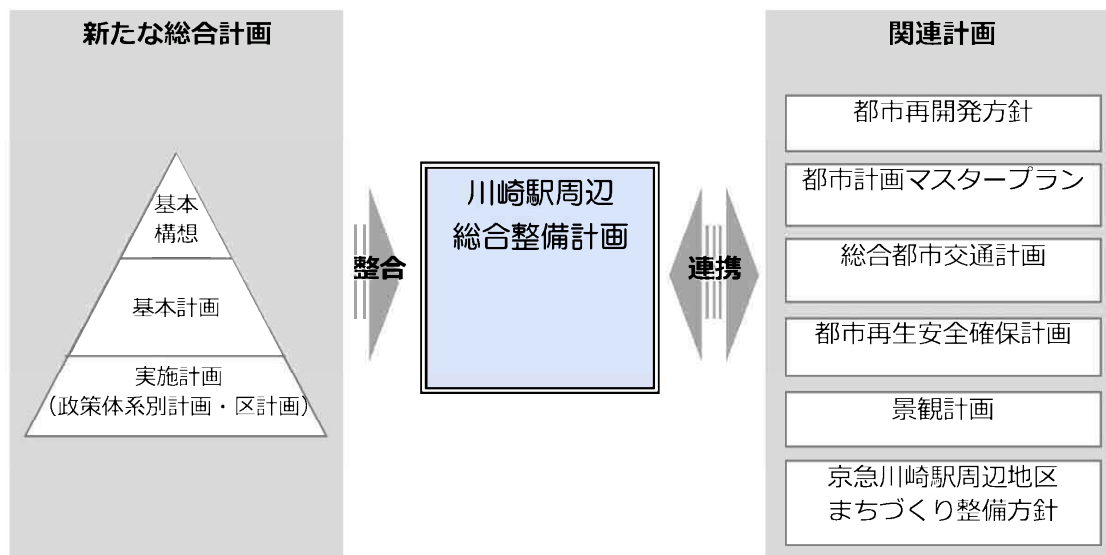 新たな総合計画
基本
構想
基本計画
実施計画
（政策体系別計画・区計画）
整合
川崎駅周辺
総合整備計画
連携
関連計画
都市再開発方針
都市計画マスタープラン
総合都市交通計画
都市再生安全確保計画
景観計画
京急川崎駅周辺地区
まちづくり整備方針